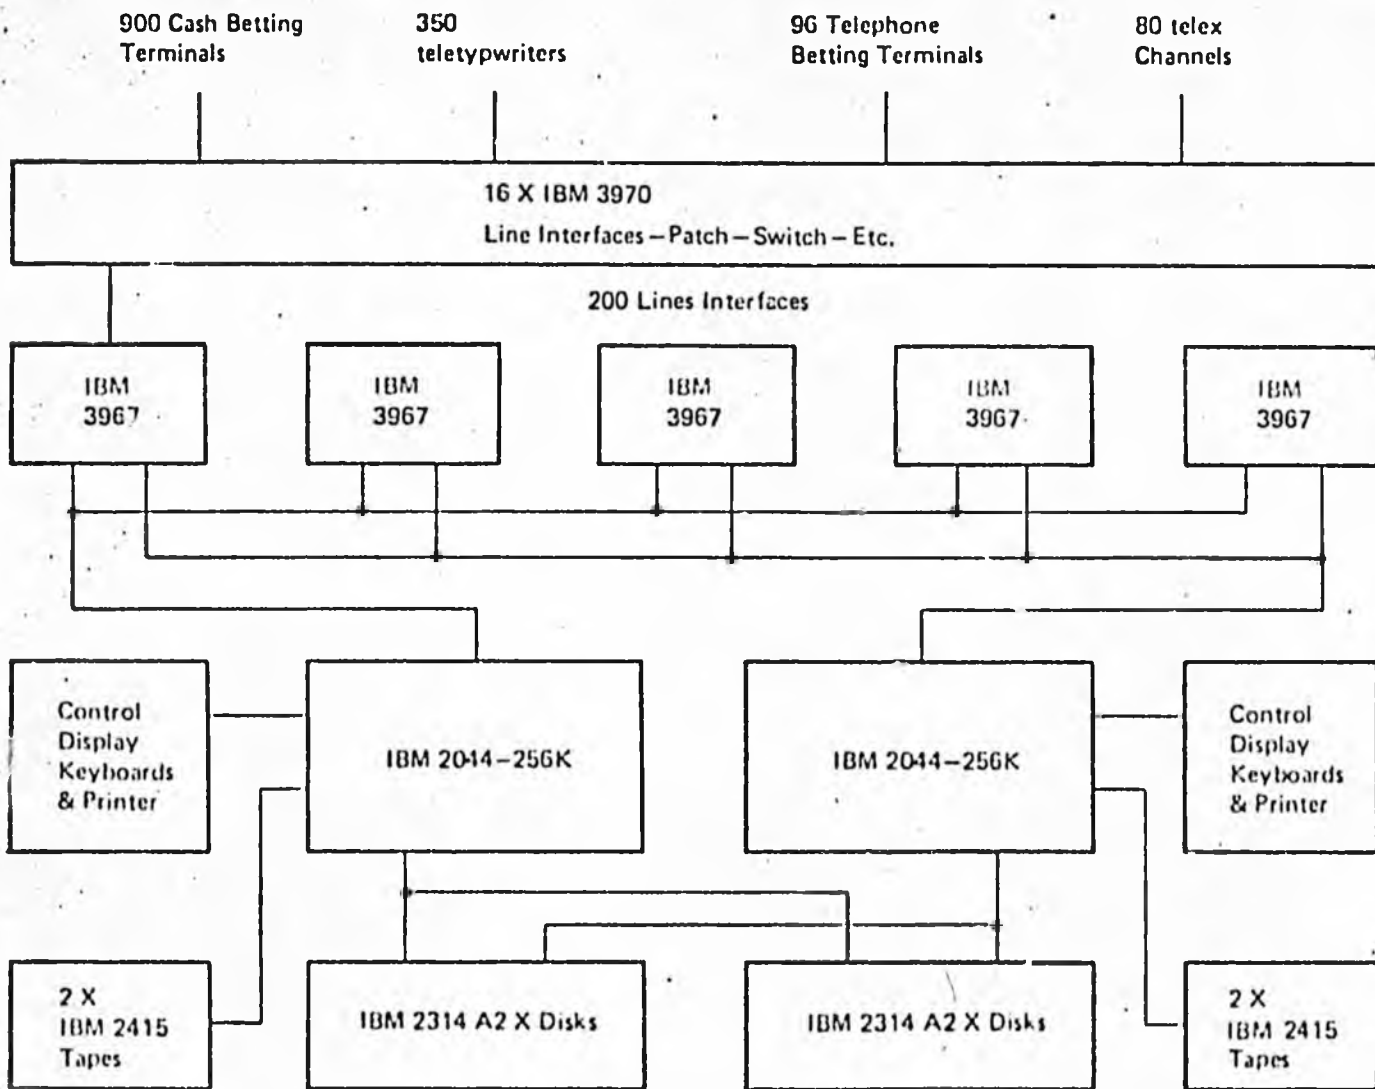 900 Cash Betting
Terminals
350
teletypwriters
96 Telephone
Betting Terminals
80 telex
Channels
16 X IBM 3970
Line Interfaces – Patch – Switch – Etc.
200 Lines Interfaces
IBM
3967
IBM
3967
IBM
3967
IBM
3967
IBM
3967
Control
Display
Keyboards
& Printer
IBM 2044–256K
IBM 2044–256K
Control
Display
Keyboards
& Printer
2 X
IBM 2415
Tapes
IBM 2314 A2 X Disks
IBM 2314 A2 X Disks
2 X
IBM 2415
Tapes